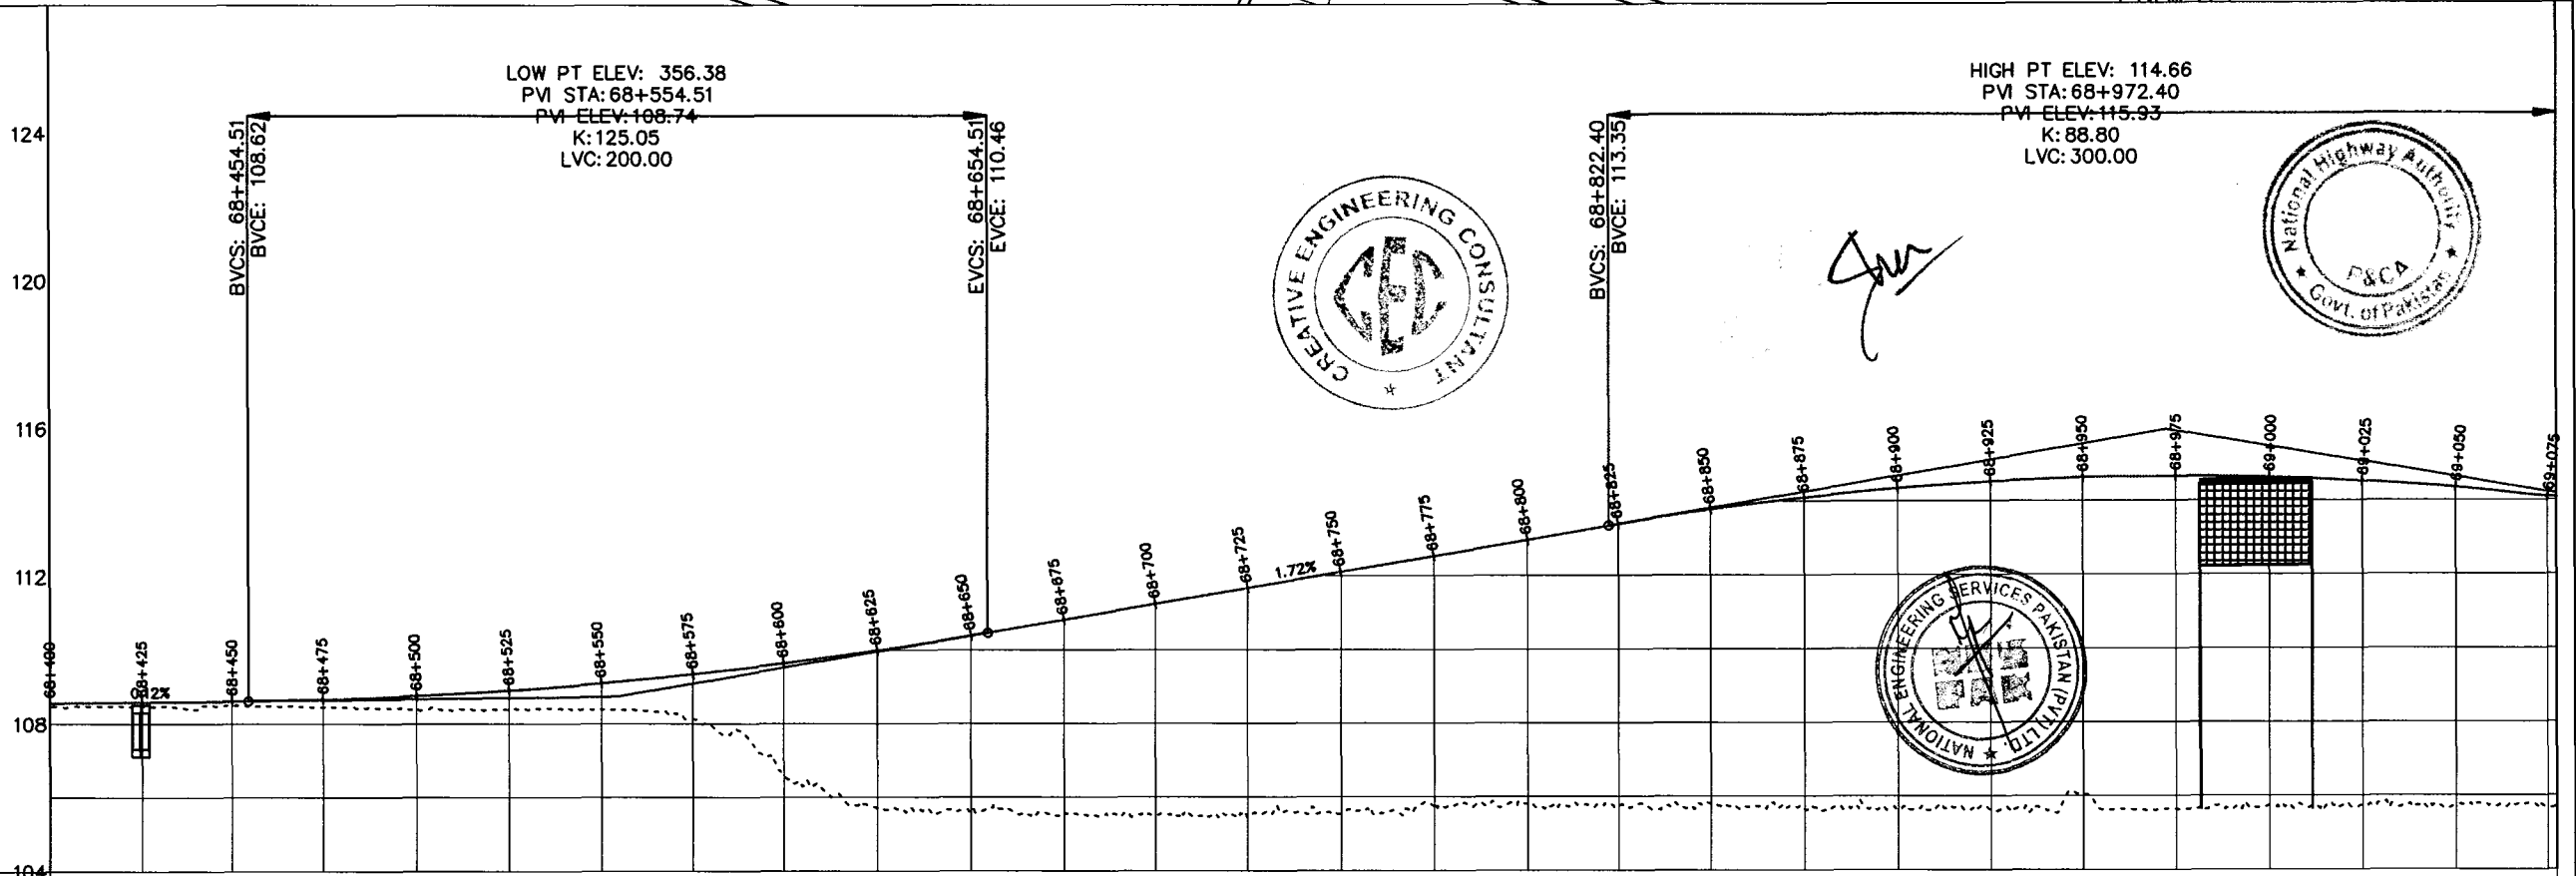 LOW PT ELEV: 356.38
PVI STA:68+554.51
PVI ELEV:108.74
K:125.05
LVC:200.00
HIGH PT ELEV: 114.66
PVI STA:68+972.40
PVI ELEV:115.93
K:88.80
LVC:300.00
BVCS: 68+454.51
BVCE: 108.62
EVCS: 68+654.51
EVCE: 110.46
BVCS: 68+822.40
BVCE: 113.35
124
120
116
112
108
104
CREATIVE ENGINEERING CONSULTANT
CEC
National Highway Authority
P&CA
Govt. of Pakistan
NATIONAL ENGINEERING SERVICES PAKISTAN (PVT) LTD.
PAK
68+400
68+425
0.12%
68+450
68+475
68+500
68+525
68+550
68+575
68+600
68+625
68+650
68+675
68+700
68+725
1.72%
68+750
68+775
68+800
68+825
68+850
68+875
68+900
68+925
68+950
68+975
69+000
69+025
69+050
69+075